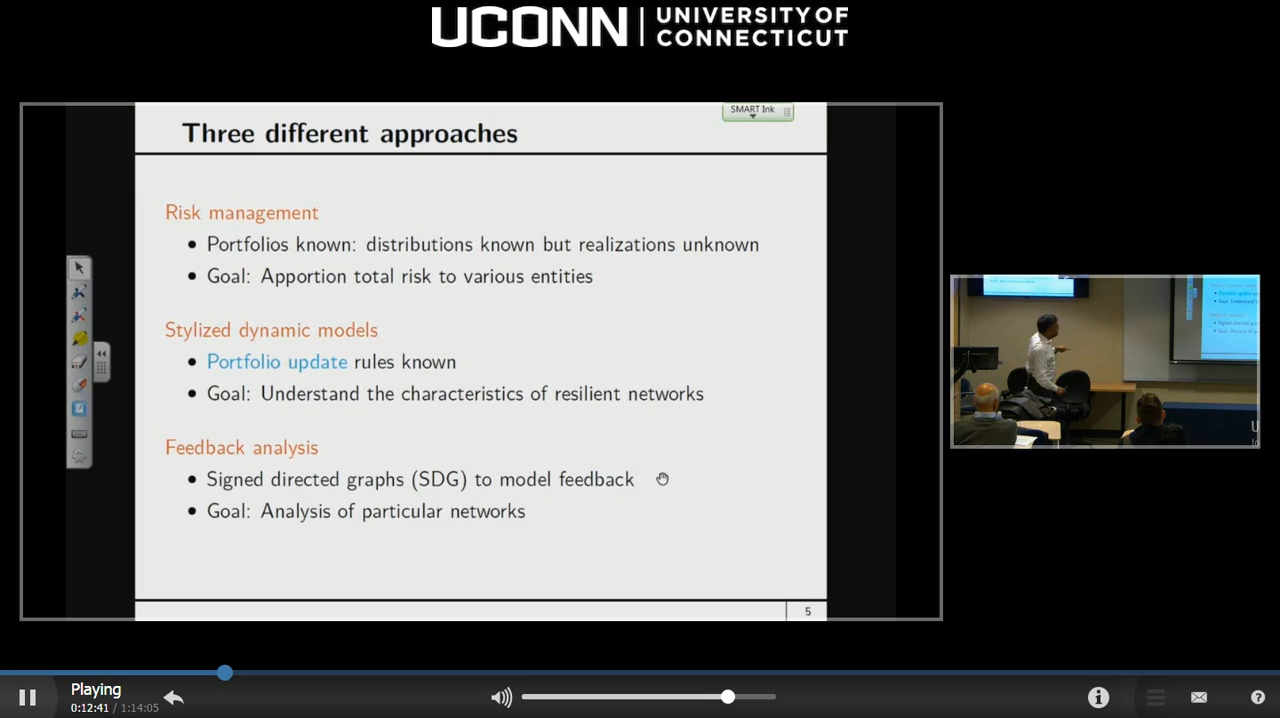 UCONN
UNIVERSITY OF
CONNECTICUT
SMART Ink
Three different approaches
Risk management
• Portfolios known: distributions known but realizations unknown
• Goal: Apportion total risk to various entities
Stylized dynamic models
• Portfolio update rules known
• Goal: Understand the characteristics of resilient networks
Feedback analysis
• Signed directed graphs (SDG) to model feedback
• Goal: Analysis of particular networks
5
Playing
0:12:41 / 1:14:05